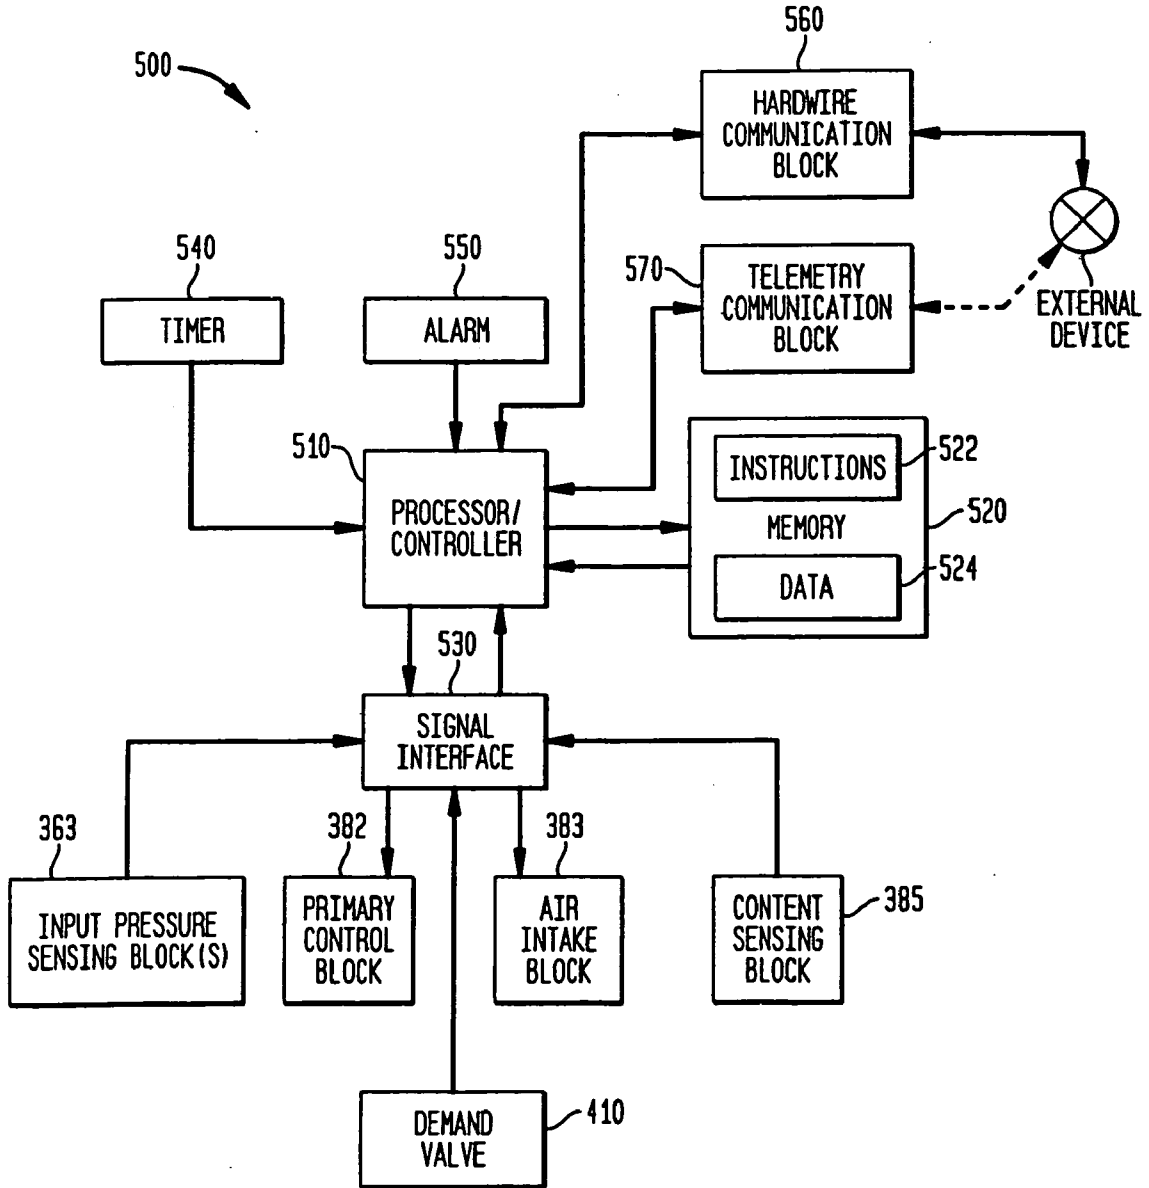 560
500
HARDWIRE
COMMUNICATION
BLOCK
540
550
570
TELEMETRY
COMMUNICATION
BLOCK
EXTERNAL
DEVICE
TIMER
ALARM
510
PROCESSOR/
CONTROLLER
INSTRUCTIONS
522
MEMORY
520
DATA
524
530
SIGNAL
INTERFACE
363
382
383
INPUT PRESSURE
SENSING BLOCK(S)
PRIMARY
CONTROL
BLOCK
AIR
INTAKE
BLOCK
CONTENT
SENSING
BLOCK
385
DEMAND
VALVE
410